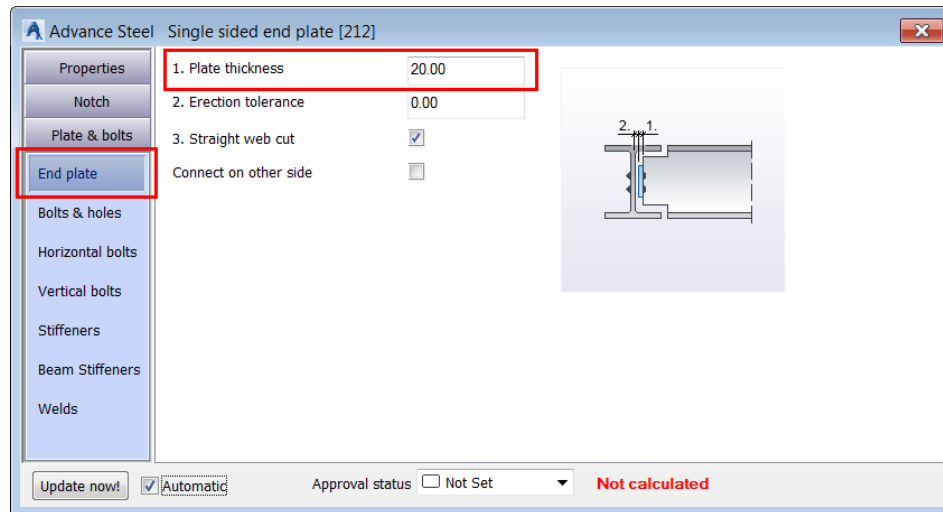 Advance Steel Single sided end plate [212]
Properties
Notch
Plate & bolts
End plate
Bolts & holes
Horizontal bolts
Vertical bolts
Stiffeners
Beam Stiffeners
Welds
1. Plate thickness 20.00
2. Erection tolerance 0.00
3. Straight web cut
Connect on other side
2. 1.
Update now! Automatic Approval status Not Set Not calculated